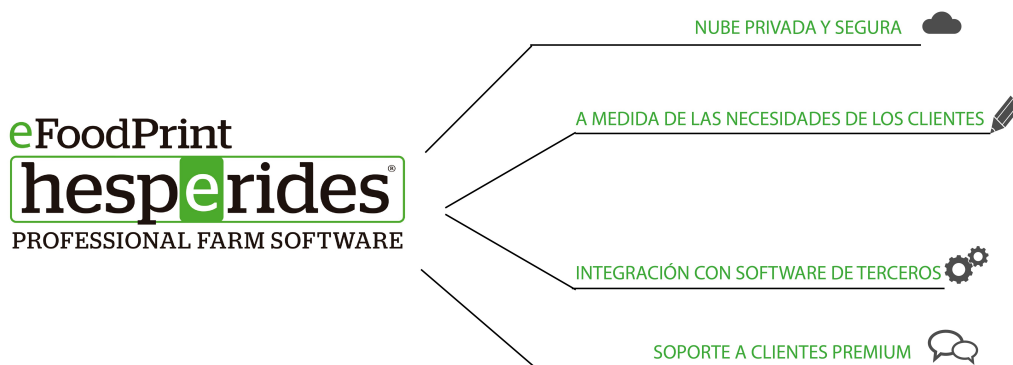 NUBE PRIVADA Y SEGURA
A MEDIDA DE LAS NECESIDADES DE LOS CLIENTES
eFoodPrint
hesperides®
PROFESSIONAL FARM SOFTWARE
INTEGRACIÓN CON SOFTWARE DE TERCEROS
SOPORTE A CLIENTES PREMIUM